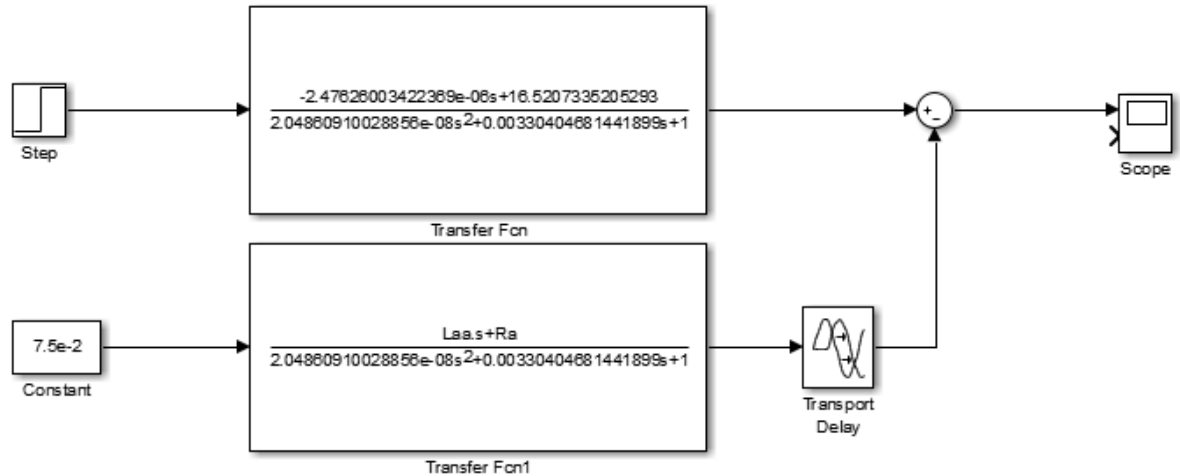 -2.47626003422369e-06s+16.5207335205293
2.04860910028856e-08s2+0.00330404681441899s+1
Step
Transfer Fcn
+
-
Scope
7.5e-2
Constant
Laa.s+Ra
2.04860910028856e-08s2+0.00330404681441899s+1
Transfer Fcn1
Transport
Delay